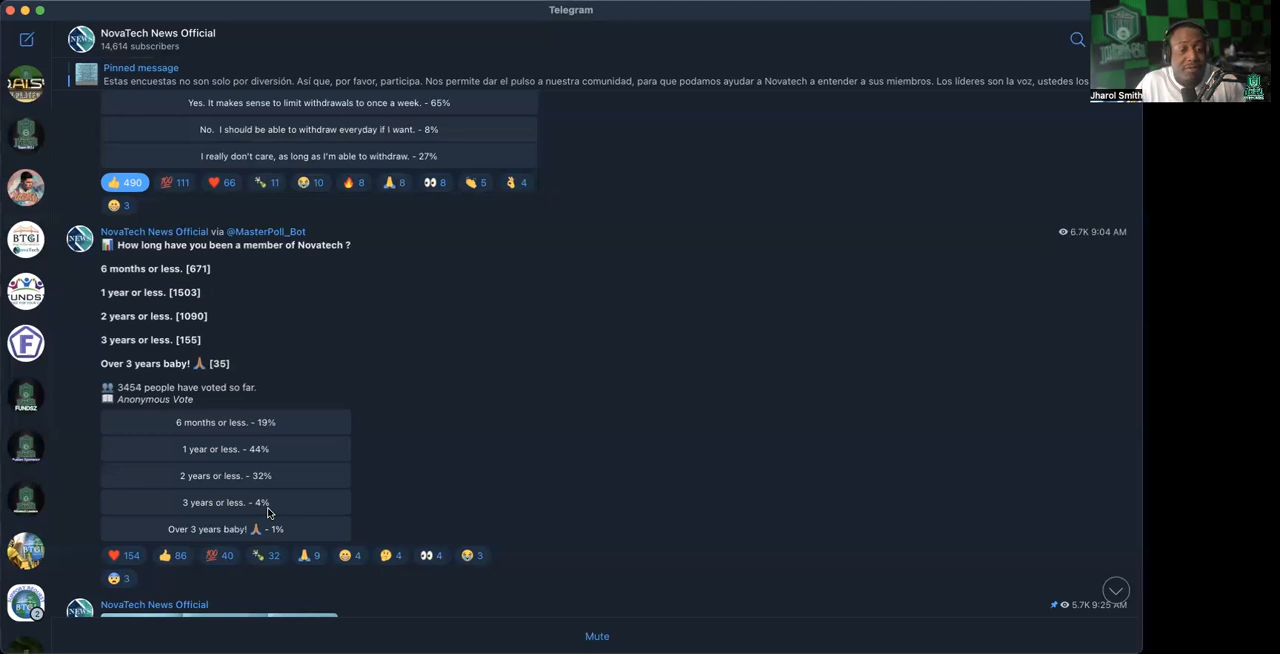 Telegram
NovaTech News Official
14,614 subscribers
Pinned message
Estas encuestas no son solo por diversión. Así que, por favor, participa. Nos permite dar el pulso a nuestra comunidad, para que podamos ayudar a Novatech a entender a sus miembros. Los líderes son la voz, ustedes los
Jharol Smith
Yes. It makes sense to limit withdrawals to once a week. - 65%
No. I should be able to withdraw everyday if I want. - 8%
I really don't care, as long as I'm able to withdraw. - 27%
👍 490 💯 111 ❤️ 66 🍾 11 😭 10 🔥 8 🙏 8 👀 8 👏 5 👌 4
😁 3
NovaTech News Official via @MasterPoll_Bot
6.7K 9:04 AM
📊 How long have you been a member of Novatech ?
6 months or less. [671]
1 year or less. [1503]
2 years or less. [1090]
3 years or less. [155]
Over 3 years baby! 🙏🏽 [35]
👥 3454 people have voted so far.
📖 Anonymous Vote
6 months or less. - 19%
1 year or less. - 44%
2 years or less. - 32%
3 years or less. - 4%
Over 3 years baby! 🙏🏽 - 1%
❤️ 154 👍 86 💯 40 🍾 32 🙏 9 😁 4 🤔 4 👀 4 😭 3
😨 3
NovaTech News Official
5.7K 9:25 AM
Mute
NEWS
BTGI
NovaTech
UNDS
F
FUNDSZ
BTGI
BTG
2